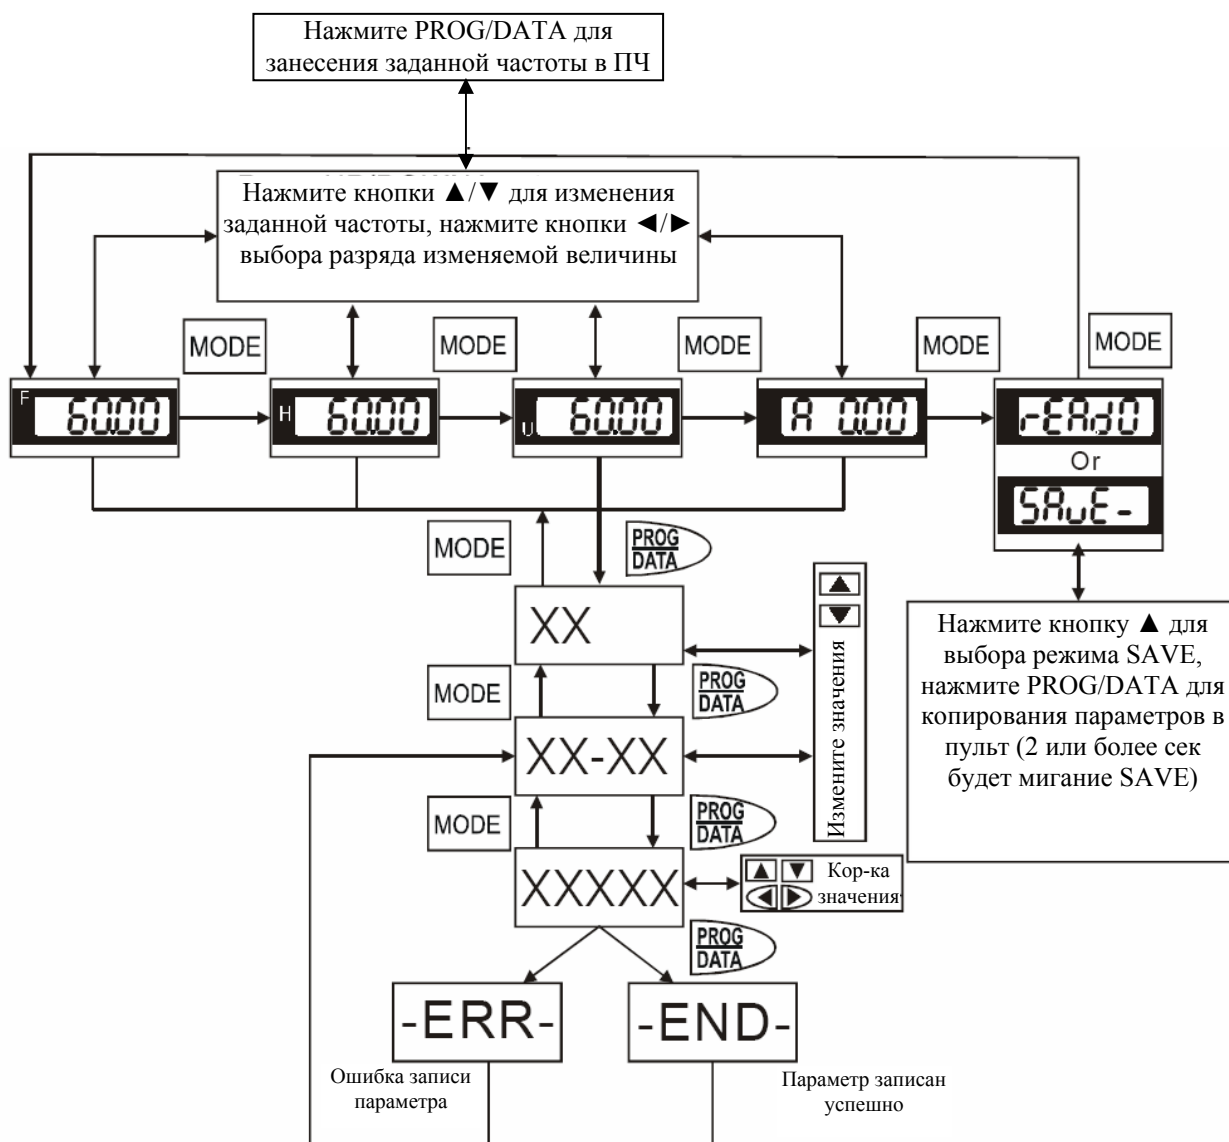 Нажмите PROG/DATA для
занесения заданной частоты в ПЧ
Нажмите кнопки ▲/▼ для изменения
заданной частоты, нажмите кнопки ◄/►
выбора разряда изменяемой величины
MODE
MODE
MODE
MODE
MODE
F 60.00
H 60.00
U 60.00
A 0.00
rEAd0
Or
SAvE-
MODE
PROG
DATA
XX
MODE
PROG
DATA
XX-XX
MODE
PROG
DATA
XXXXX
▲
▼
Измените значения
▲ ▼
◄ ►
Кор-ка
значения
PROG
DATA
Нажмите кнопку ▲ для
выбора режима SAVE,
нажмите PROG/DATA для
копирования параметров в
пульт (2 или более сек
будет мигание SAVE)
-ERR-
-END-
Ошибка записи
параметра
Параметр записан
успешно